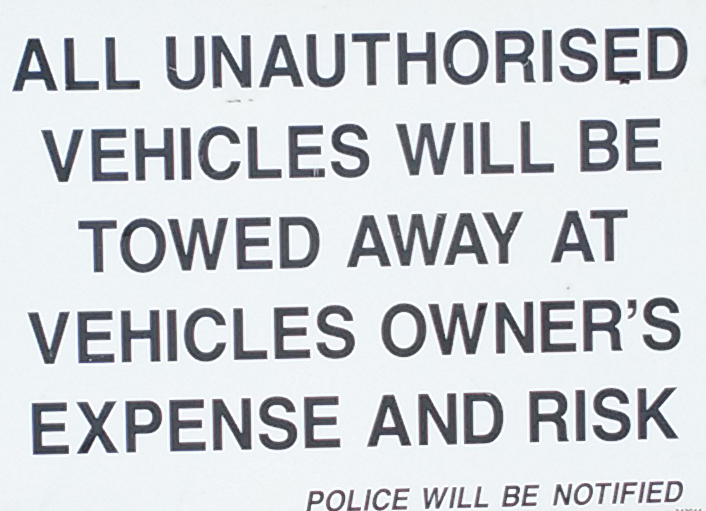 ALL UNAUTHORISED
VEHICLES WILL BE
TOWED AWAY AT
VEHICLES OWNER'S
EXPENSE AND RISK
POLICE WILL BE NOTIFIED